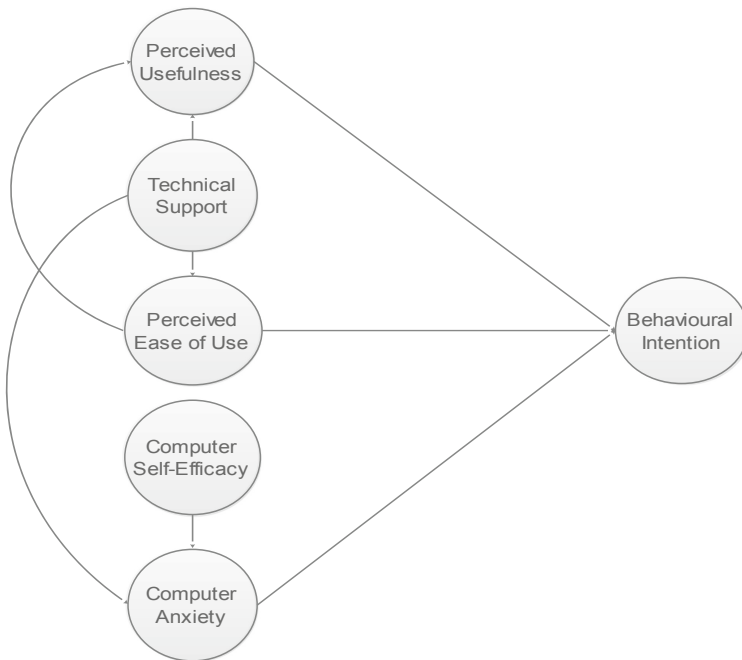 Perceived
Usefulness
Technical
Support
Perceived
Ease of Use
Behavioural
Intention
Computer
Self-Efficacy
Computer
Anxiety